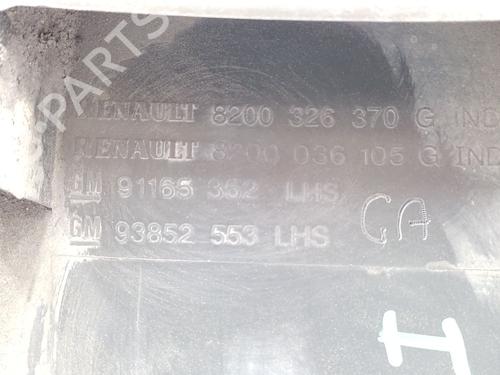 B-PARTS
RENAULT 8200 326 370 G IND
RENAULT 8200 036 105 G IND
GM 91165 352 LHS
GM 93852 553 LHS
CA
I